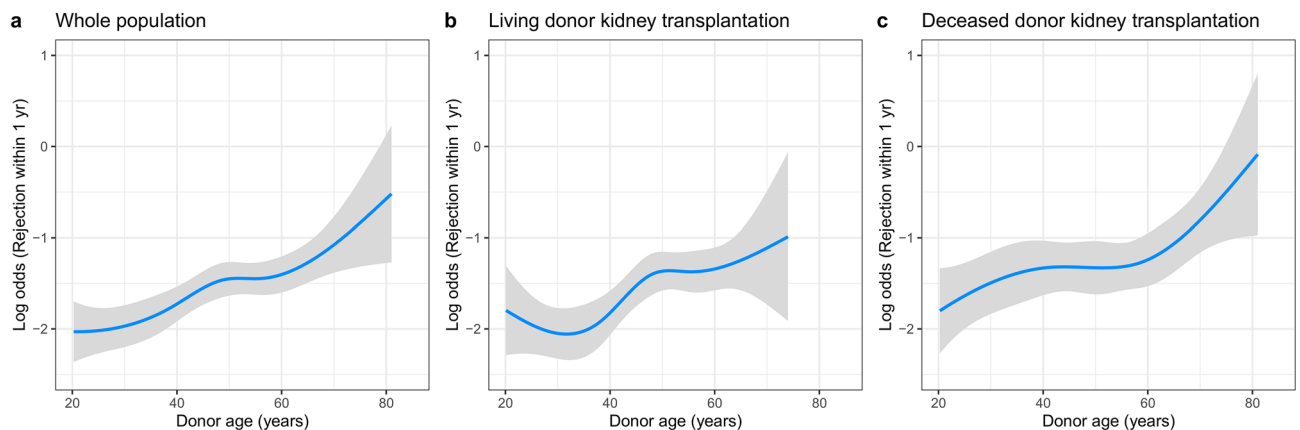 a Whole population
Log odds (Rejection within 1 yr)
1
0
−1
−2
20 40 60 80
Donor age (years)
b Living donor kidney transplantation
Log odds (Rejection within 1 yr)
1
0
−1
−2
20 40 60 80
Donor age (years)
c Deceased donor kidney transplantation
Log odds (Rejection within 1 yr)
1
0
−1
−2
20 40 60 80
Donor age (years)